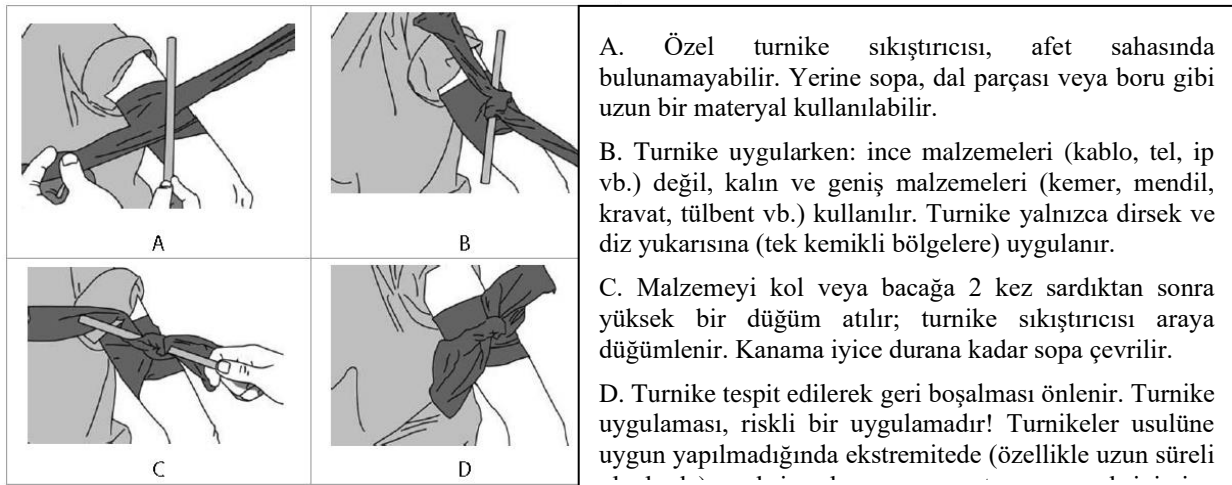 A
B
C
D
A. Özel turnike sıkıştırıcısı, afet sahasında
bulunamayabilir. Yerine sopa, dal parçası veya boru gibi
uzun bir materyal kullanılabilir.
B. Turnike uygularken: ince malzemeleri (kablo, tel, ip
vb.) değil, kalın ve geniş malzemeleri (kemer, mendil,
kravat, tülbent vb.) kullanılır. Turnike yalnızca dirsek ve
diz yukarısına (tek kemikli bölgelere) uygulanır.
C. Malzemeyi kol veya bacağa 2 kez sardıktan sonra
yüksek bir düğüm atılır; turnike sıkıştırıcısı araya
düğümlenir. Kanama iyice durana kadar sopa çevrilir.
D. Turnike tespit edilerek geri boşalması önlenir. Turnike
uygulaması, riskli bir uygulamadır! Turnikeler usulüne
uygun yapılmadığında ekstremitede (özellikle uzun süreli